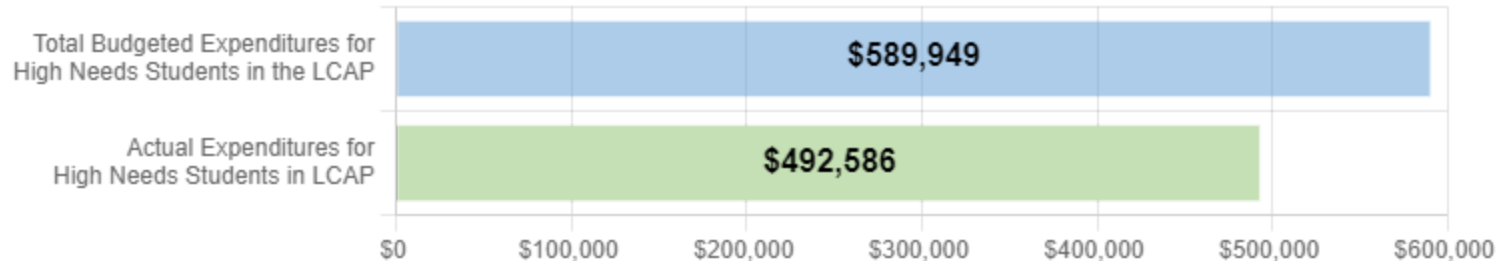 Total Budgeted Expenditures for
High Needs Students in the LCAP
$589,949
Actual Expenditures for
High Needs Students in LCAP
$492,586
$0 $100,000 $200,000 $300,000 $400,000 $500,000 $600,000